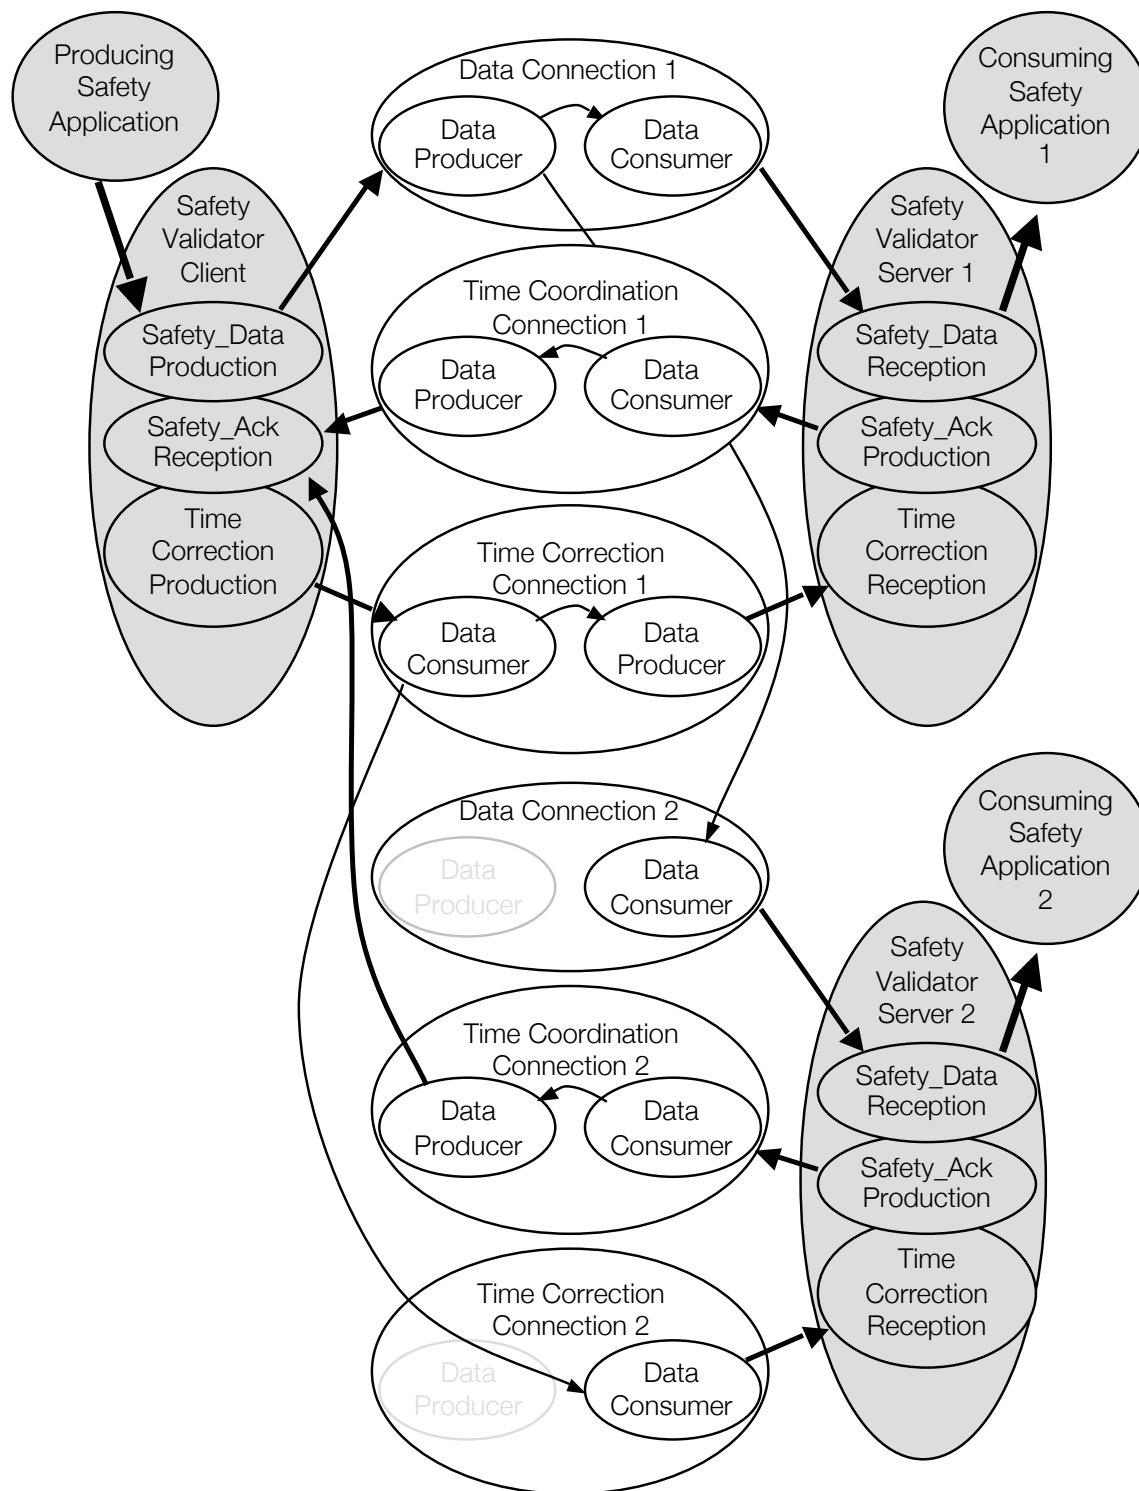 Producing
Safety
Application
Data Connection 1
Data
Producer
Data
Consumer
Consuming
Safety
Application
1
Safety
Validator
Client
Safety
Validator
Server 1
Time Coordination
Connection 1
Data
Producer
Data
Consumer
Safety_Data
Production
Safety_Ack
Reception
Time
Correction
Production
Safety_Data
Reception
Safety_Ack
Production
Time
Correction
Reception
Time Correction
Connection 1
Data
Consumer
Data
Producer
Data Connection 2
Data
Producer
Data
Consumer
Consuming
Safety
Application
2
Safety
Validator
Server 2
Time Coordination
Connection 2
Data
Producer
Data
Consumer
Safety_Data
Reception
Safety_Ack
Production
Time
Correction
Reception
Time Correction
Connection 2
Data
Producer
Data
Consumer